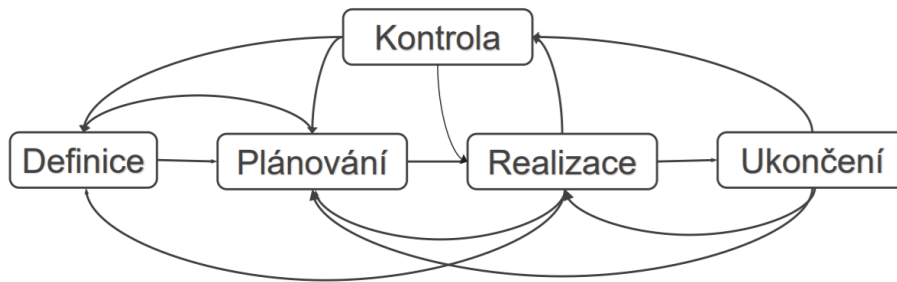 Kontrola
Definice
Plánování
Realizace
Ukončení